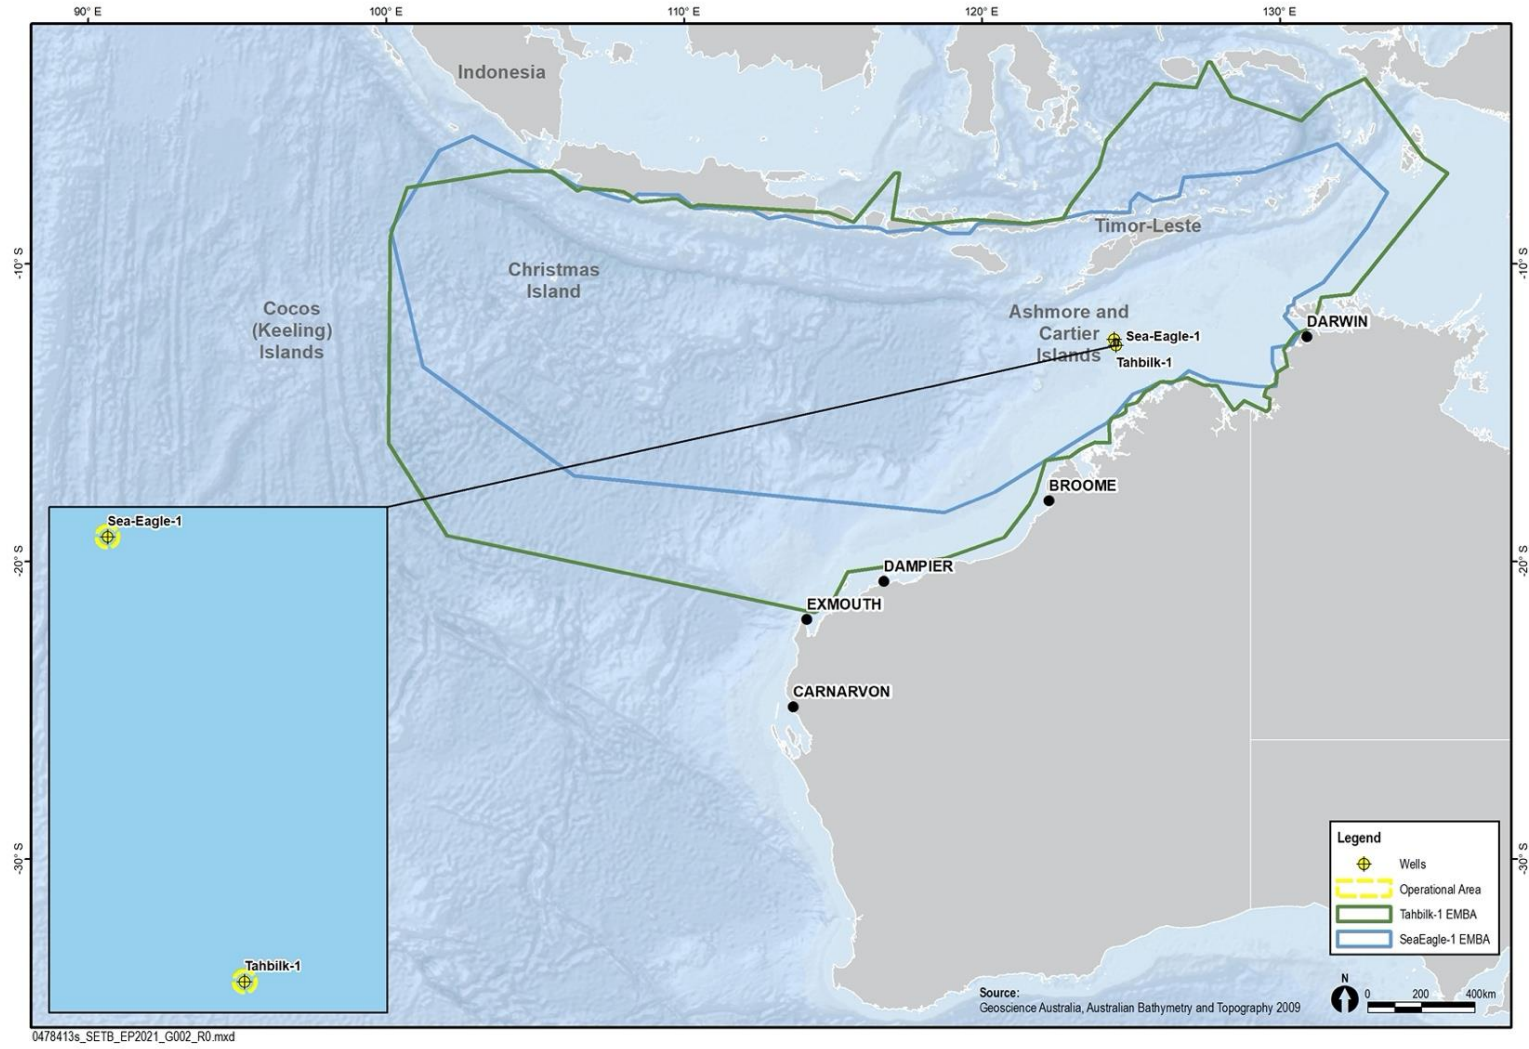 90° E
100° E
110° E
120° E
130° E
Indonesia
-10° S
-10° S
Timor-Leste
Christmas
Island
Cocos
(Keeling)
Islands
Ashmore and
Cartier
Islands
Sea-Eagle-1
Tahbilk-1
DARWIN
BROOME
Sea-Eagle-1
-20° S
-20° S
DAMPIER
EXMOUTH
CARNARVON
-30° S
-30° S
Legend
Wells
Operational Area
Tahbilk-1 EMBA
SeaEagle-1 EMBA
Tahbilk-1
Source:
Geoscience Australia, Australian Bathymetry and Topography 2009
N
0 200 400km
0478413s_SETB_EP2021_G002_R0.mxd